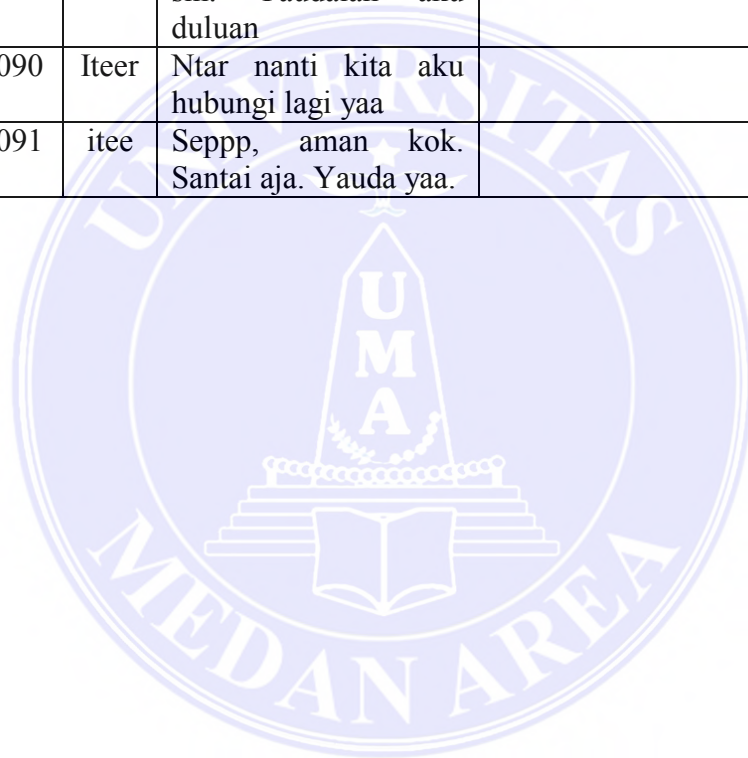 duluan
090 Iteer Ntar nanti kita aku
hubungi lagi yaa
091 itee Seppp, aman kok.
Santai aja. Yauda yaa.
UNIVERSITAS
U
M
A
MEDAN AREA